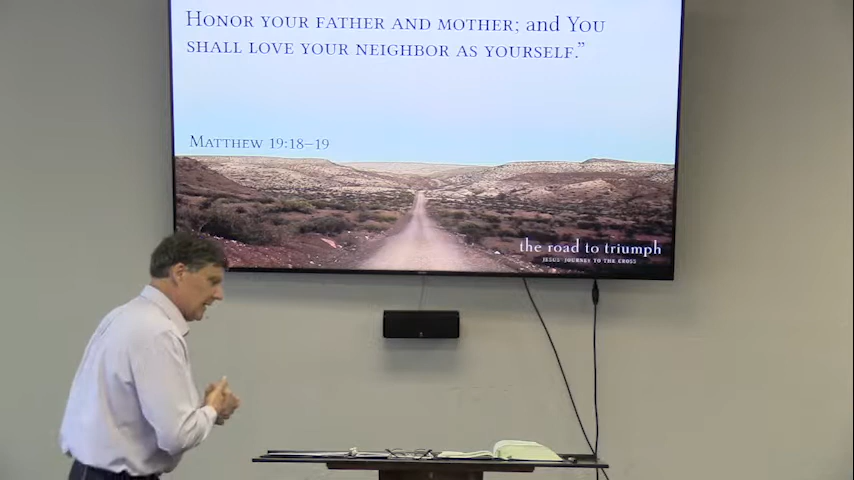 Honor your father and mother; and You
shall love your neighbor as yourself.”
Matthew 19:18–19
the road to triumph
Jesus' Journey to the Cross